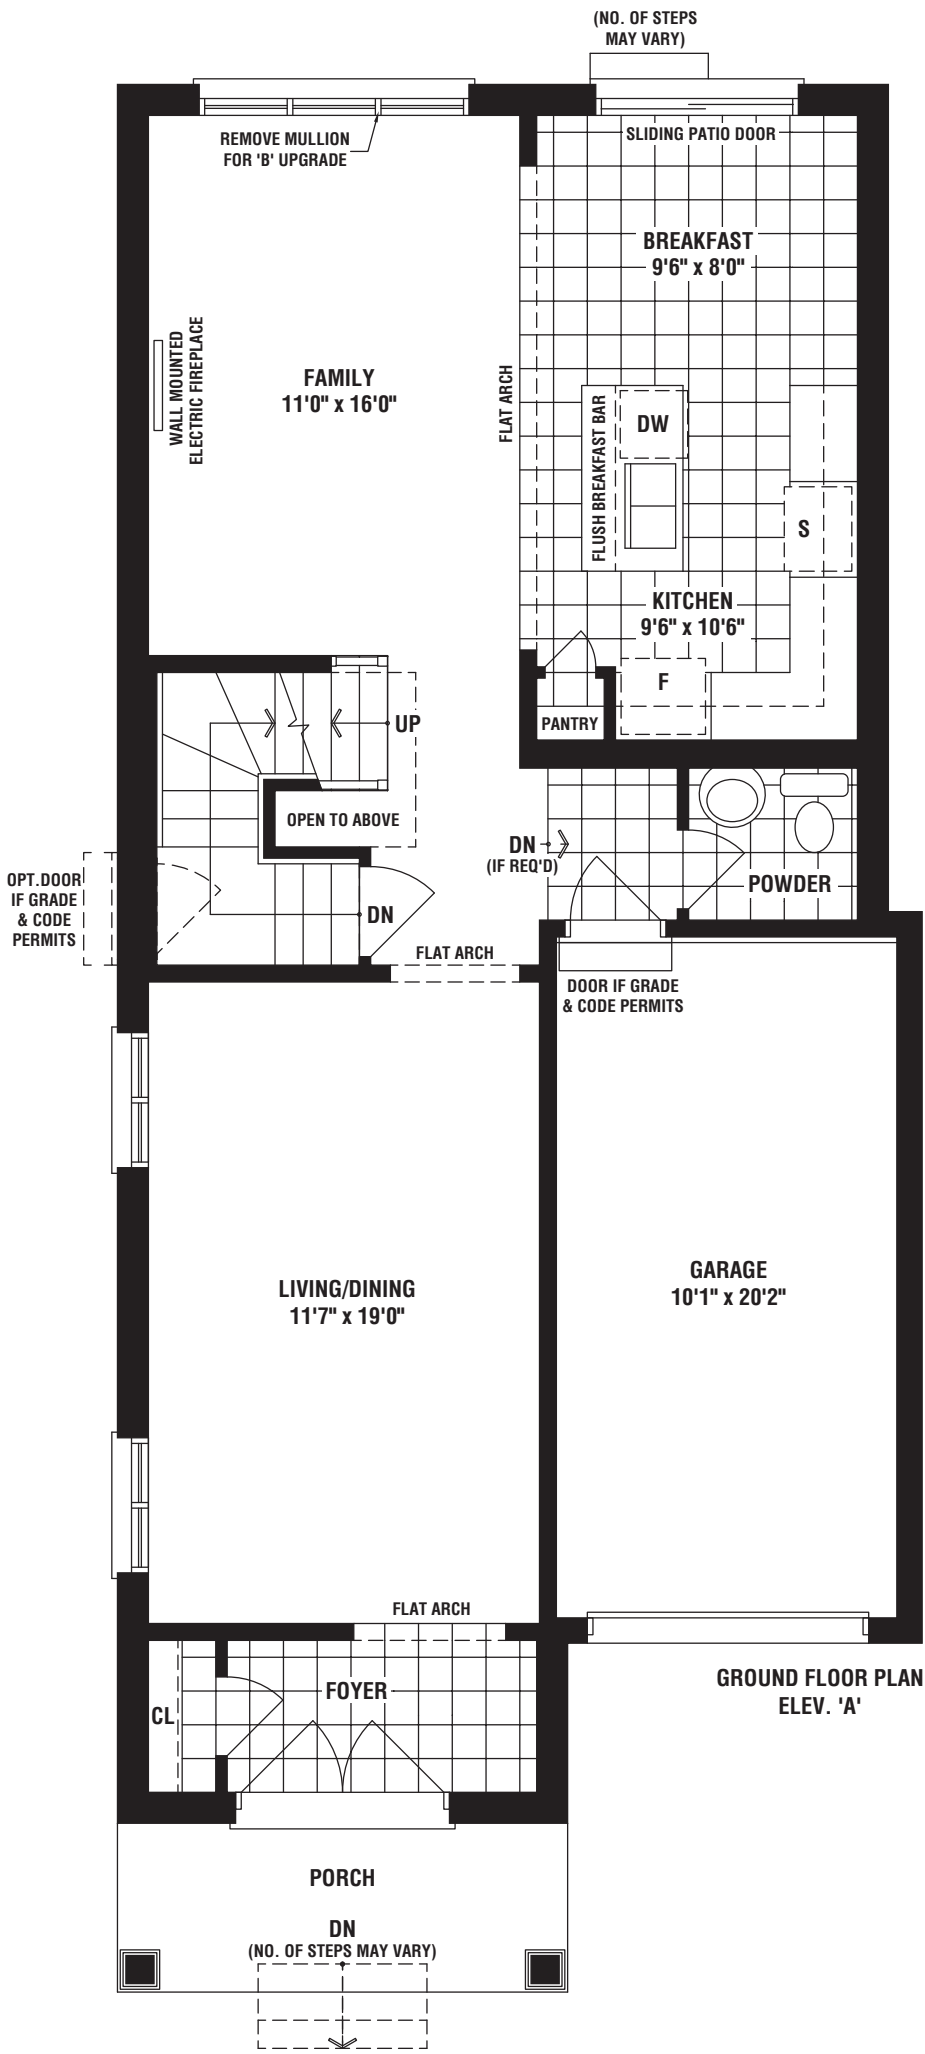 (NO. OF STEPS
MAY VARY)
REMOVE MULLION
FOR 'B' UPGRADE
SLIDING PATIO DOOR
BREAKFAST
9'6" x 8'0"
WALL MOUNTED
ELECTRIC FIREPLACE
FAMILY
11'0" x 16'0"
FLAT ARCH
FLUSH BREAKFAST BAR
DW
S
KITCHEN
9'6" x 10'6"
F
PANTRY
UP
OPEN TO ABOVE
DN
(IF REQ'D)
POWDER
OPT.DOOR
IF GRADE
& CODE
PERMITS
DN
FLAT ARCH
DOOR IF GRADE
& CODE PERMITS
LIVING/DINING
11'7" x 19'0"
GARAGE
10'1" x 20'2"
FLAT ARCH
FOYER
CL
GROUND FLOOR PLAN
ELEV. 'A'
PORCH
DN
(NO. OF STEPS MAY VARY)